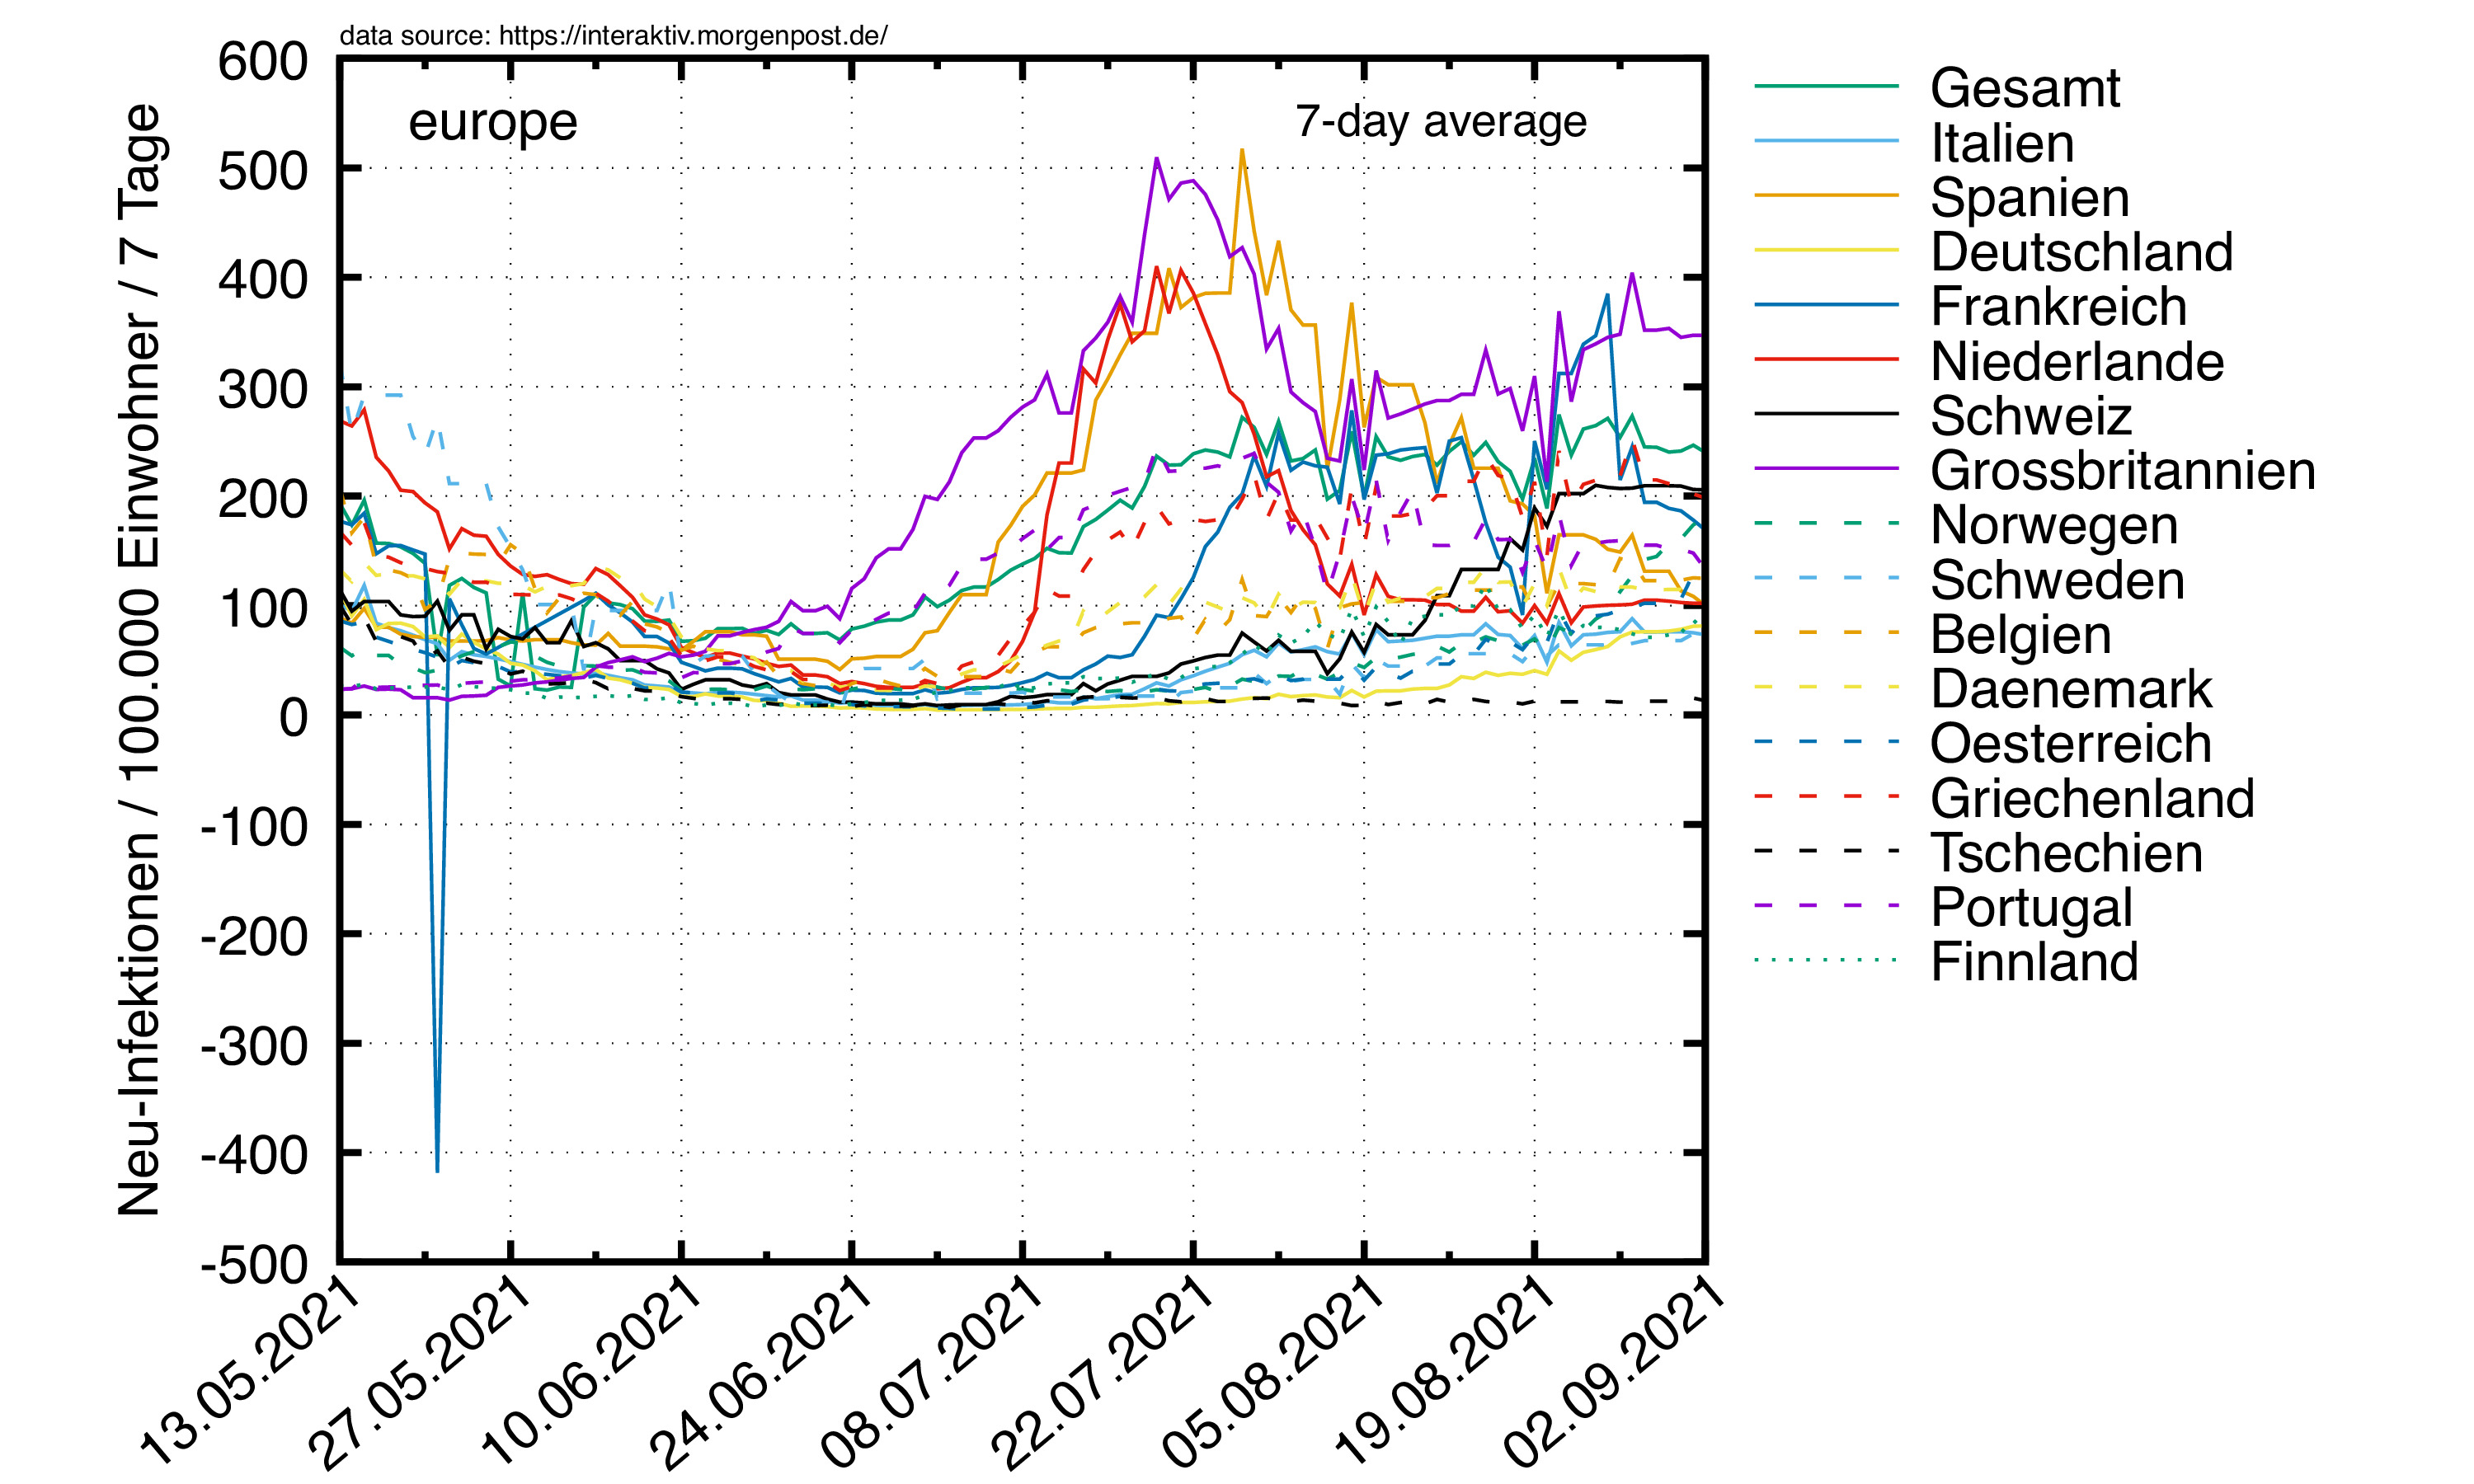 data source: https://interaktiv.morgenpost.de/
europe
7-day average
Neu-Infektionen / 100.000 Einwohner / 7 Tage
600
500
400
300
200
100
0
-100
-200
-300
-400
-500
13.05.2021
27.05.2021
10.06.2021
24.06.2021
08.07.2021
22.07.2021
05.08.2021
19.08.2021
02.09.2021
Gesamt
Italien
Spanien
Deutschland
Frankreich
Niederlande
Schweiz
Grossbritannien
Norwegen
Schweden
Belgien
Daenemark
Oesterreich
Griechenland
Tschechien
Portugal
Finnland